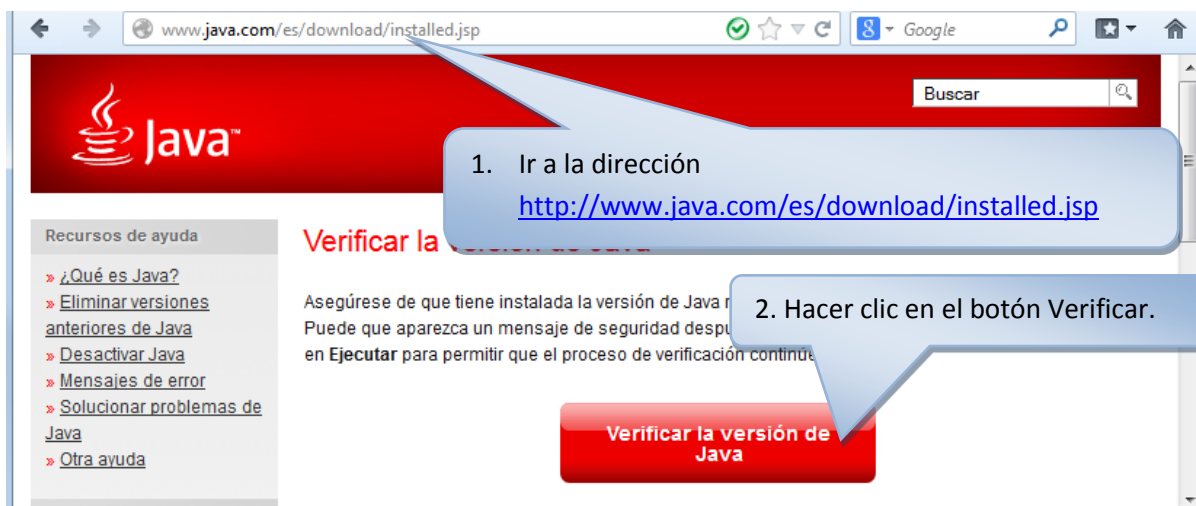 www.java.com/es/download/installed.jsp
Google
Buscar
Java™
1. Ir a la dirección
http://www.java.com/es/download/installed.jsp
Recursos de ayuda
» ¿Qué es Java?
» Eliminar versiones
anteriores de Java
» Desactivar Java
» Mensajes de error
» Solucionar problemas de
Java
» Otra ayuda
Verificar la versión de Java
Asegúrese de que tiene instalada la versión de Java
Puede que aparezca un mensaje de seguridad
en Ejecutar para permitir que el proceso de verificación continúe
2. Hacer clic en el botón Verificar.
Verificar la versión de
Java